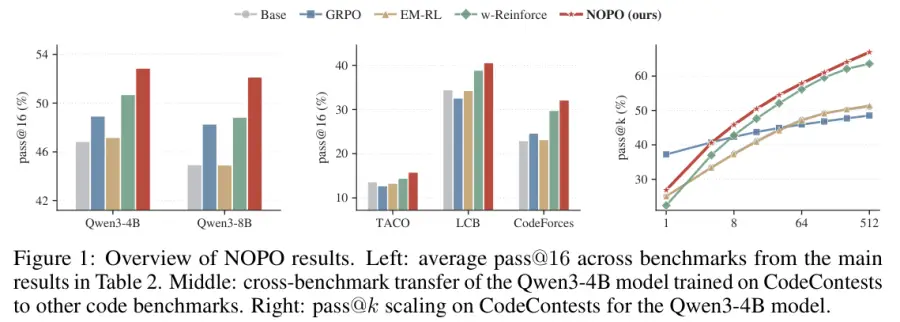 Base GRPO EM-RL w-Reinforce NOPO (ours)
pass@16 (%)
54
50
46
42
Qwen3-4B Qwen3-8B
pass@16 (%)
40
30
20
10
TACO LCB CodeForces
pass@k (%)
60
50
40
30
1 8 64 512
Figure 1: Overview of NOPO results. Left: average pass@16 across benchmarks from the main
results in Table 2. Middle: cross-benchmark transfer of the Qwen3-4B model trained on CodeContests
to other code benchmarks. Right: pass@k scaling on CodeContests for the Qwen3-4B model.